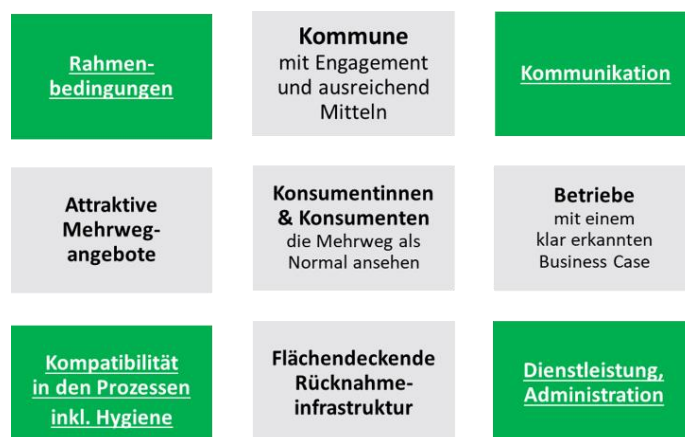 Rahmen-
bedingungen
Kommune
mit Engagement
und ausreichend
Mitteln
Kommunikation
Attraktive
Mehrweg-
angebote
Konsumentinnen
& Konsumenten
die Mehrweg als
Normal ansehen
Betriebe
mit einem
klar erkannten
Business Case
Kompatibilität
in den Prozessen
inkl. Hygiene
Flächendeckende
Rücknahme-
infrastruktur
Dienstleistung,
Administration